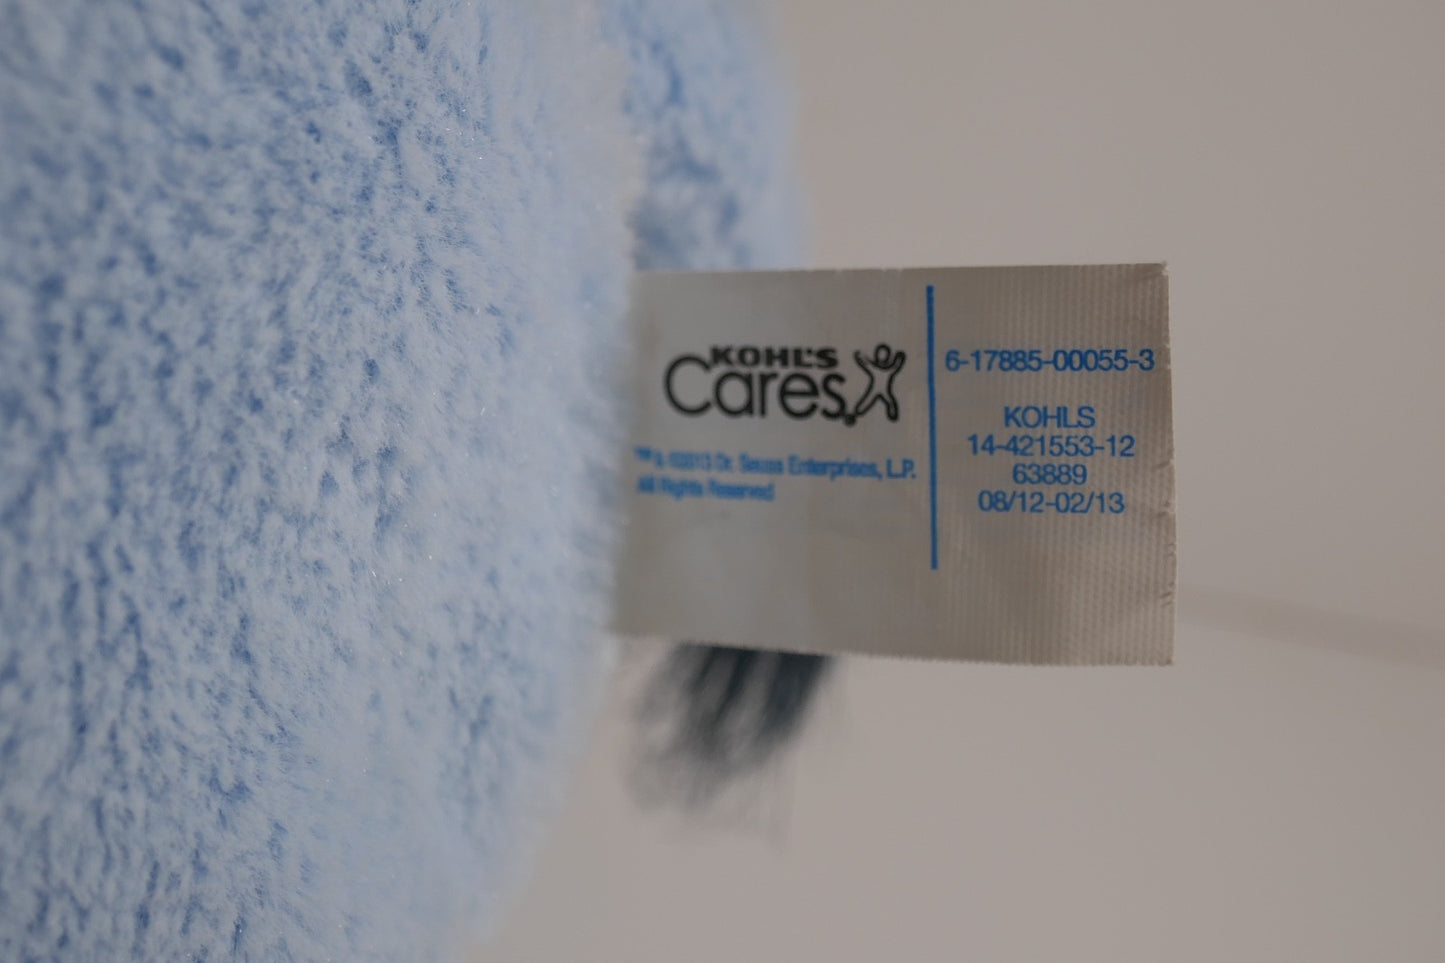 KOHL'S
Cares®
™ & ©2013 Dr. Seuss Enterprises, L.P.
All Rights Reserved
6-17885-00055-3
KOHLS
14-421553-12
63889
08/12-02/13